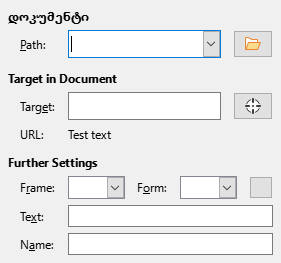 დოკუმენტი
Path:
Target in Document
Target:
URL: Test text
Further Settings
Frame: Form:
Text:
Name: